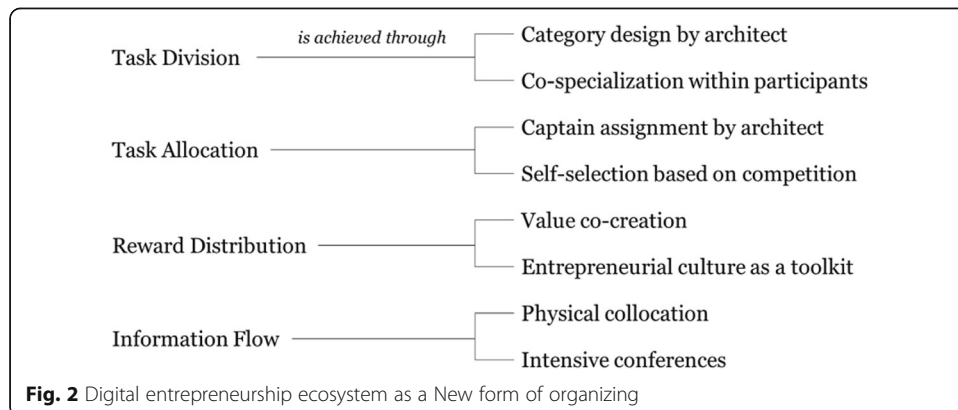 is achieved through
Task Division
Category design by architect
Co-specialization within participants
Task Allocation
Captain assignment by architect
Self-selection based on competition
Reward Distribution
Value co-creation
Entrepreneurial culture as a toolkit
Information Flow
Physical collocation
Intensive conferences
Fig. 2 Digital entrepreneurship ecosystem as a New form of organizing